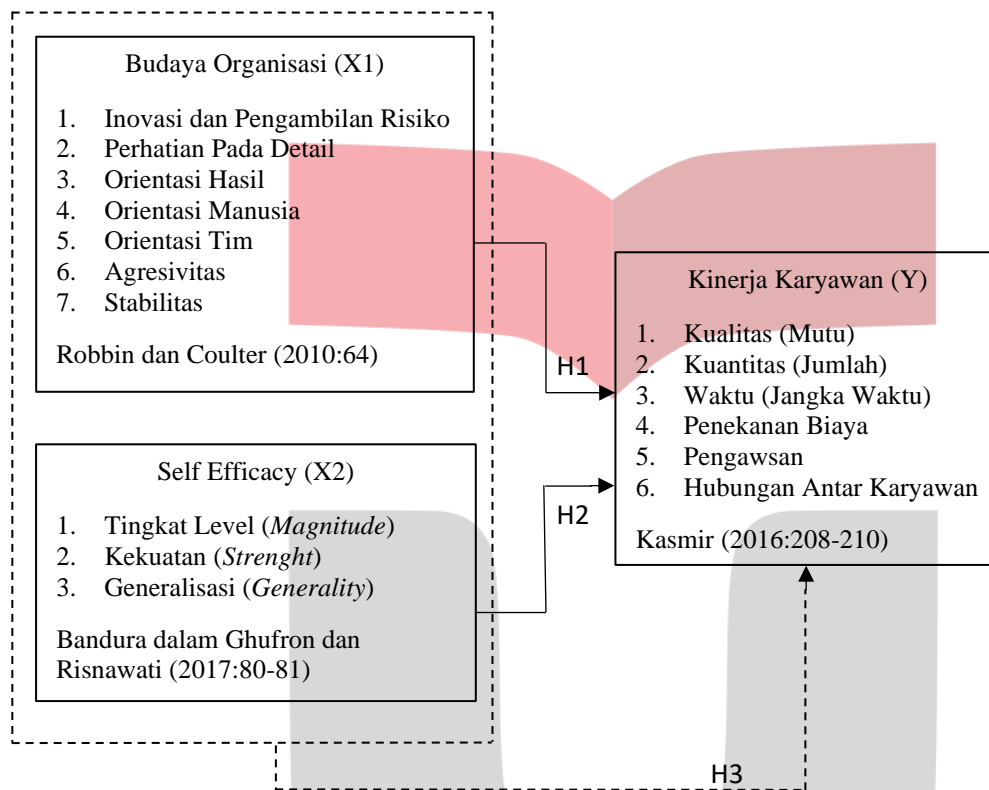 Budaya Organisasi (X1)
1. Inovasi dan Pengambilan Risiko
2. Perhatian Pada Detail
3. Orientasi Hasil
4. Orientasi Manusia
5. Orientasi Tim
6. Agresivitas
7. Stabilitas
Robbin dan Coulter (2010:64)
H1
Self Efficacy (X2)
1. Tingkat Level (Magnitude)
2. Kekuatan (Strenght)
3. Generalisasi (Generality)
Bandura dalam Ghufron dan
Risnawati (2017:80-81)
H2
Kinerja Karyawan (Y)
1. Kualitas (Mutu)
2. Kuantitas (Jumlah)
3. Waktu (Jangka Waktu)
4. Penekanan Biaya
5. Pengawsan
6. Hubungan Antar Karyawan
Kasmir (2016:208-210)
H3